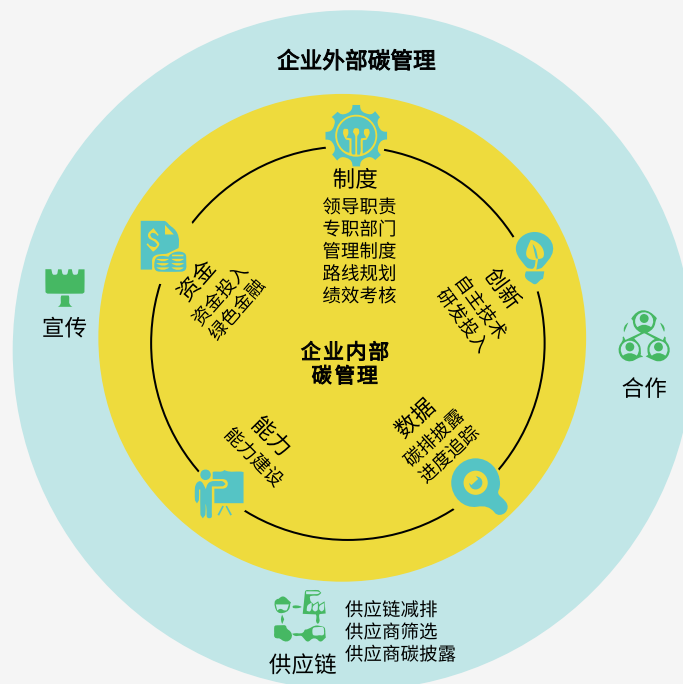 企业外部碳管理
制度
领导职责
专职部门
管理制度
路线规划
绩效考核
资金
资金投入
绿色金融
创新
自主技术
研发投入
宣传
合作
企业内部
碳管理
能力
能力建设
数据
碳排披露
进度追踪
供应链
供应链减排
供应商筛选
供应商碳披露